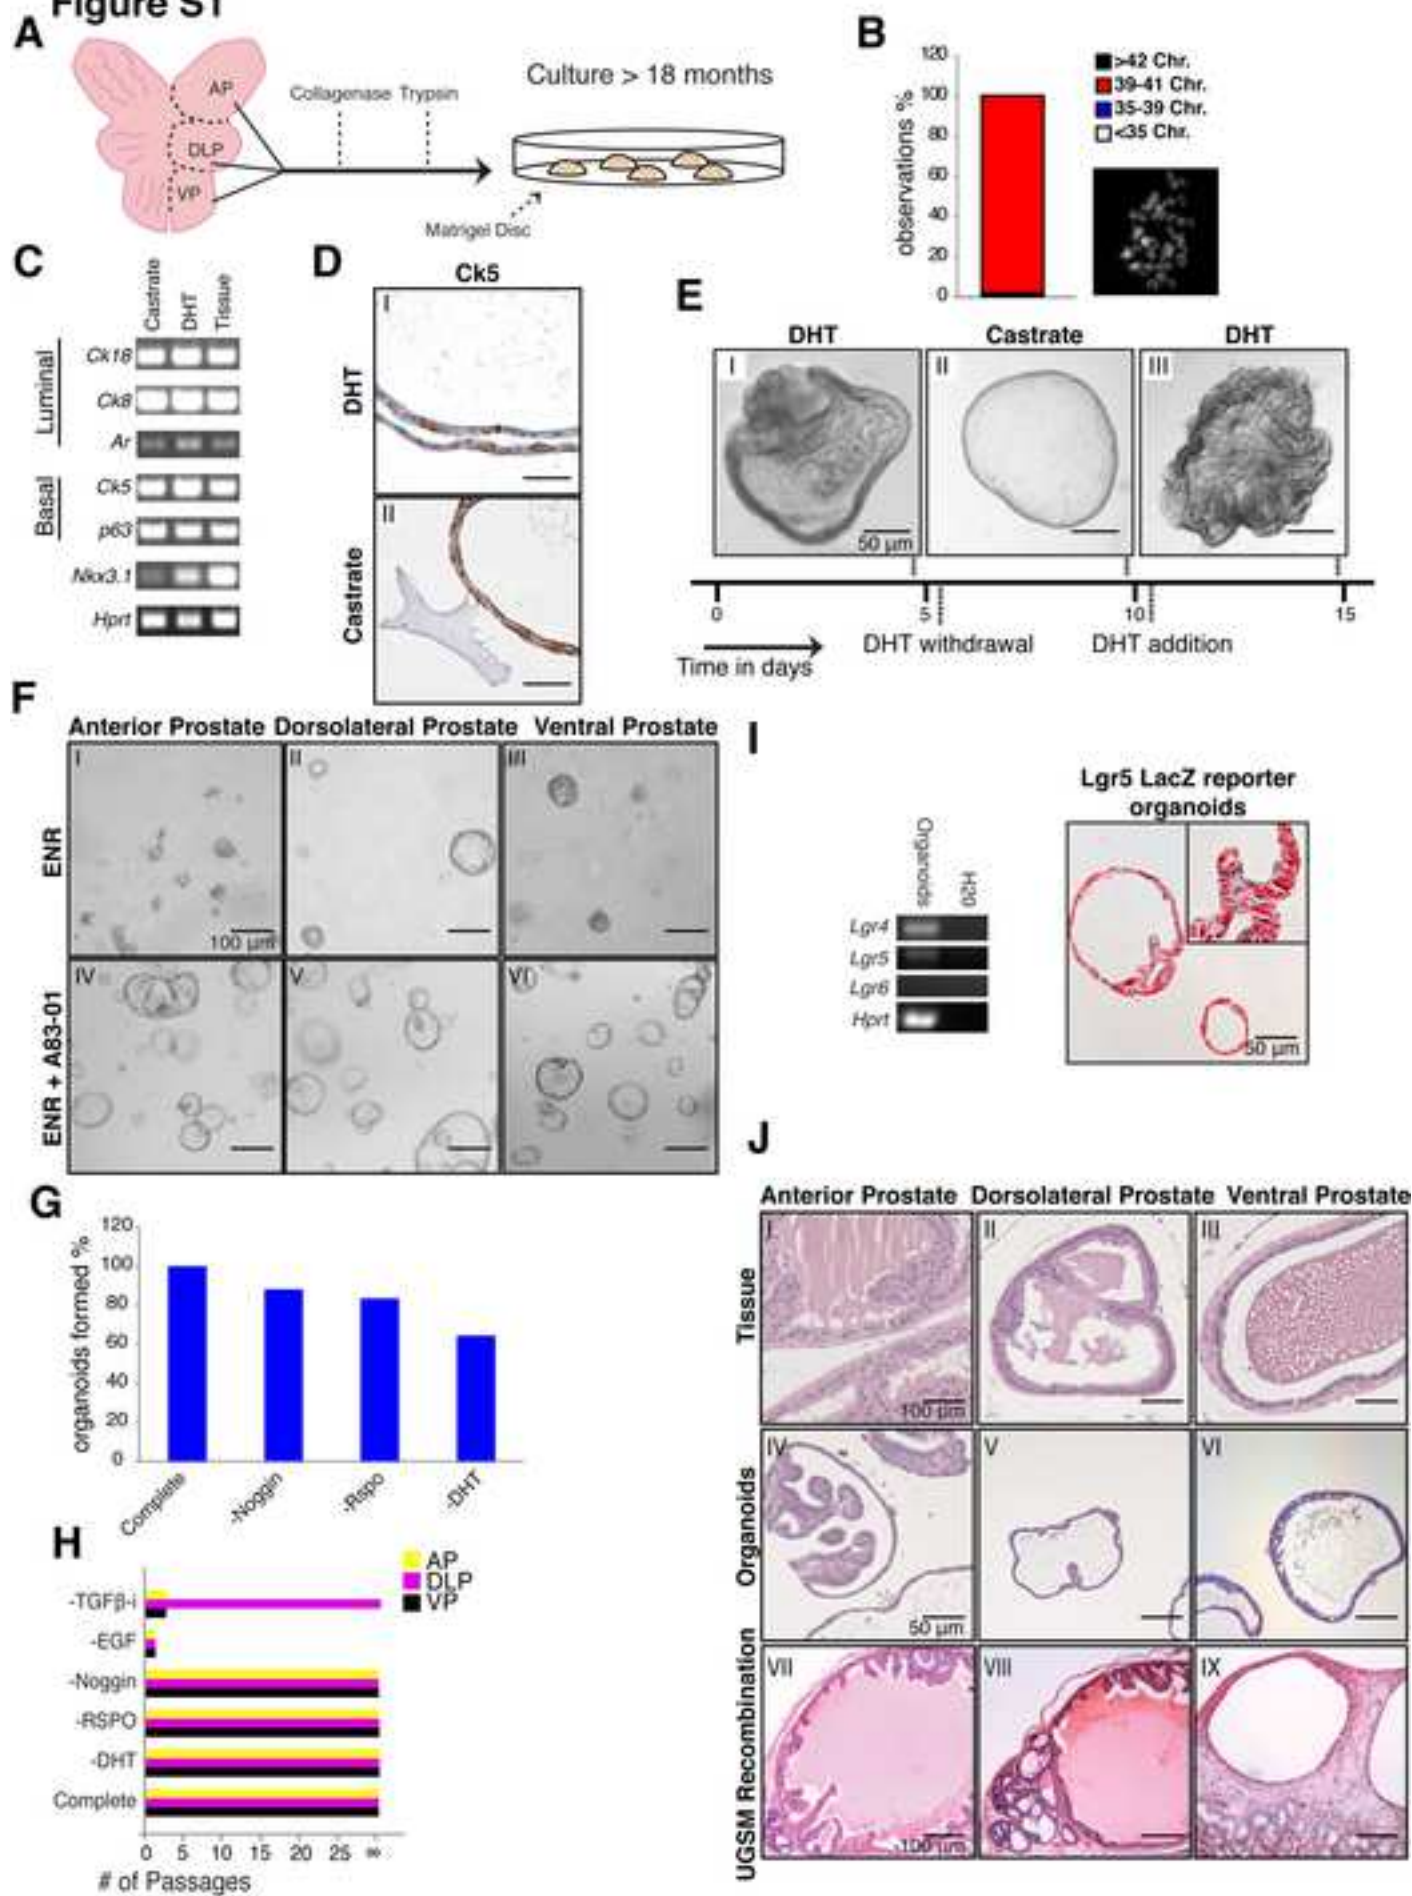 Figure S1
A
AP
DLP
VP
Collagenase Trypsin
Culture > 18 months
Matrigel Disc
B
120
100
80
60
40
20
0
observations %
>42 Chr.
39-41 Chr.
35-39 Chr.
<35 Chr.
C
Castrate
DHT
Tissue
Luminal
Ck18
Ck8
Ar
Basal
Ck5
p63
Nkx3.1
Hprt
D
Ck5
I
DHT
II
Castrate
E
DHT Castrate DHT
I II III
50 µm
0 5 10 15
DHT withdrawal DHT addition
Time in days
F
Anterior Prostate Dorsolateral Prostate Ventral Prostate
ENR
I II III
100 µm
ENR + A83-01
IV V VI
G
120
100
80
60
40
20
0
organoids formed %
Complete -Noggin -Rspo -DHT
H
AP
DLP
VP
-TGFβ-i
-EGF
-Noggin
-RSPO
-DHT
Complete
0 5 10 15 20 25 ∞
# of Passages
I
Organoids
H20
Lgr4
Lgr5
Lgr6
Hprt
Lgr5 LacZ reporter
organoids
50 µm
J
Anterior Prostate Dorsolateral Prostate Ventral Prostate
Tissue
I II III
100 µm
Organoids
IV V VI
50 µm
UGSM Recombination
VII VIII IX
100 µm